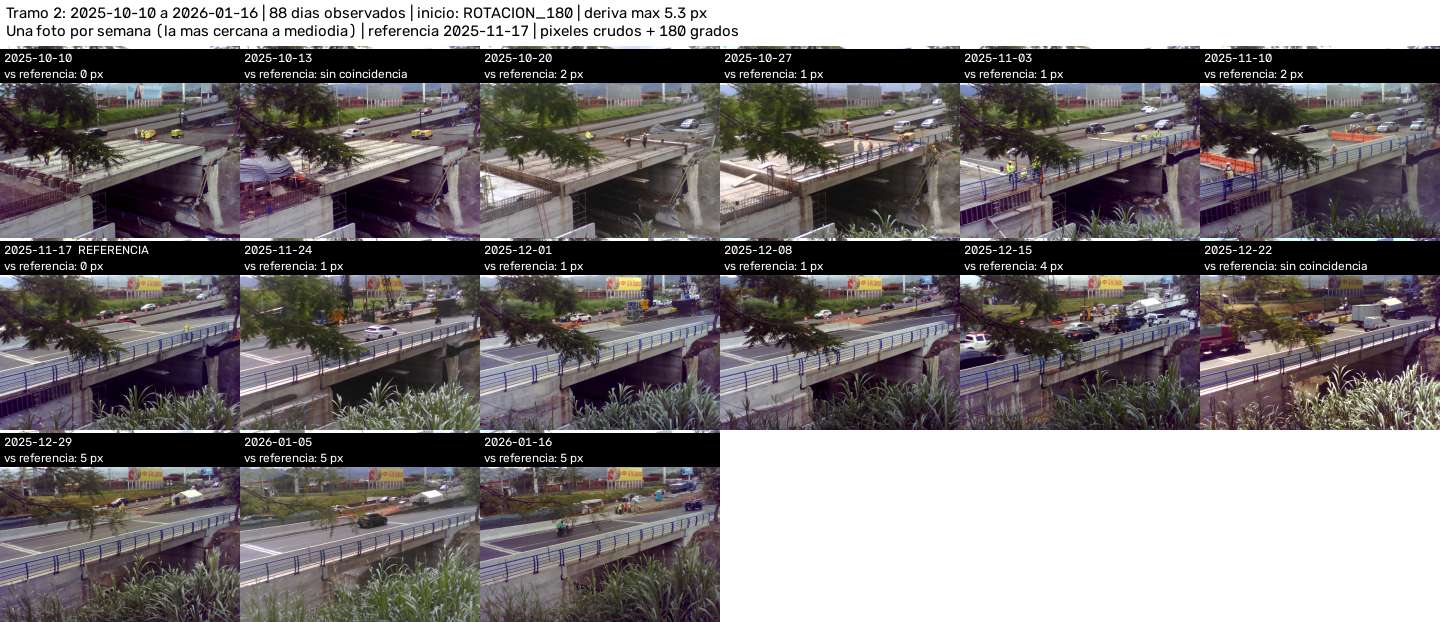 Tramo 2: 2025-10-10 a 2026-01-16 | 88 dias observados | inicio: ROTACION_180 | deriva max 5.3 px
Una foto por semana (la mas cercana a mediodia) | referencia 2025-11-17 | pixeles crudos + 180 grados
2025-10-10
vs referencia: 0 px
2025-10-13
vs referencia: sin coincidencia
2025-10-20
vs referencia: 2 px
2025-10-27
vs referencia: 1 px
2025-11-03
vs referencia: 1 px
2025-11-10
vs referencia: 2 px
2025-11-17 REFERENCIA
vs referencia: 0 px
2025-11-24
vs referencia: 1 px
2025-12-01
vs referencia: 1 px
2025-12-08
vs referencia: 1 px
2025-12-15
vs referencia: 4 px
2025-12-22
vs referencia: sin coincidencia
2025-12-29
vs referencia: 5 px
2026-01-05
vs referencia: 5 px
2026-01-16
vs referencia: 5 px